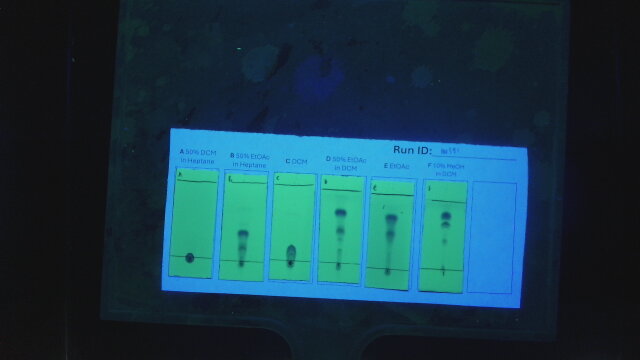 Run ID:
A 50% DCM
in Heptane
B 50% EtOAc
in Heptane
C DCM
D 50% EtOAc
in DCM
E EtOAc
F 10% MeOH
in DCM
A
C